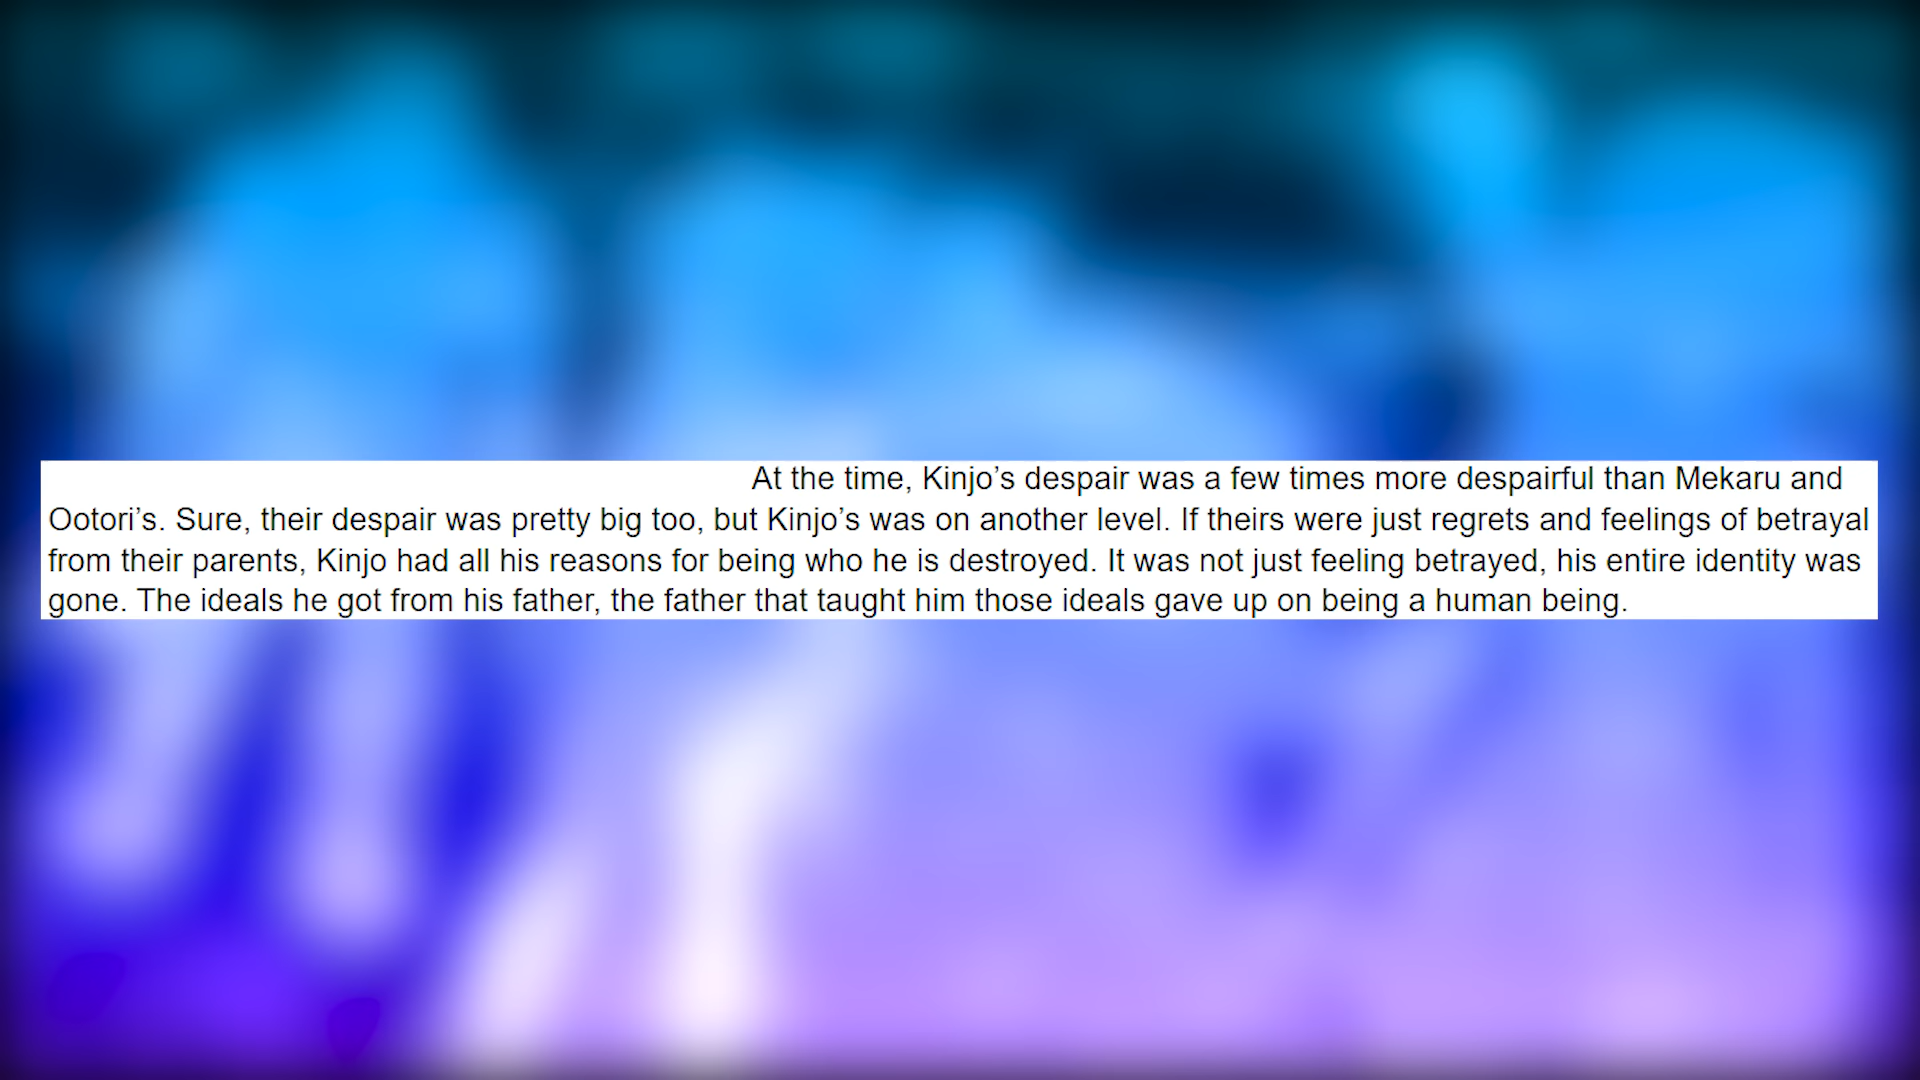 At the time, Kinjo’s despair was a few times more despairful than Mekaru and
Ootori’s. Sure, their despair was pretty big too, but Kinjo’s was on another level. If theirs were just regrets and feelings of betrayal
from their parents, Kinjo had all his reasons for being who he is destroyed. It was not just feeling betrayed, his entire identity was
gone. The ideals he got from his father, the father that taught him those ideals gave up on being a human being.